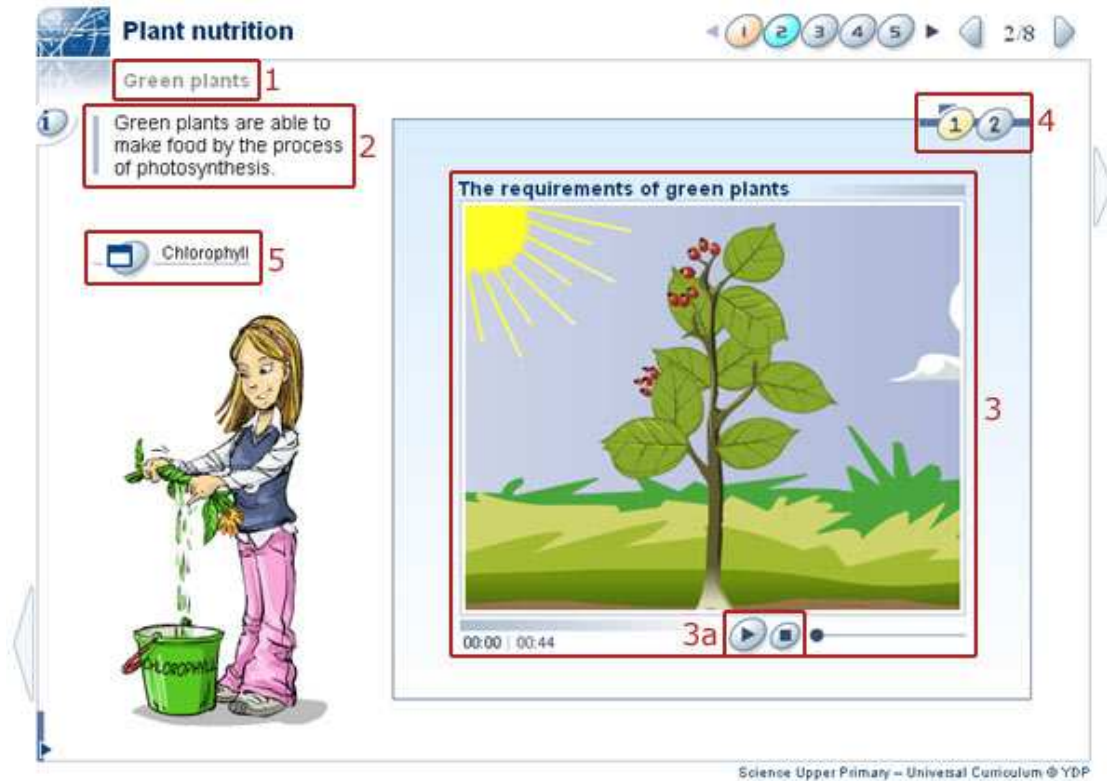 Plant nutrition
1 2 3 4 5
2/8
Green plants 1
i
Green plants are able to
make food by the process
of photosynthesis.
2
1 2 4
The requirements of green plants
Chlorophyll 5
3
3a
00:00 | 00:44
CHLOROPHYLL
Science Upper Primary – Universal Curriculum © YDP